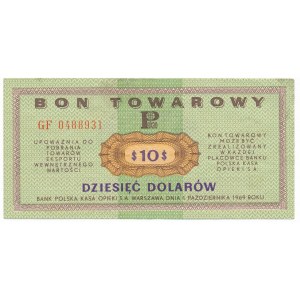 BON TOWAROWY
P
GF 0488931
UPOWAŻNIA DO
POBRANIA
TOWARÓW
EKSPORTU
WEWNĘTRZNEGO
WARTOŚCI
$10$
BON TOWAROWY
MOŻE BYĆ
ZREALIZOWANY
W KAŻDEJ
PLACÓWCE BANKU
POLSKA KASA
OPIEKI S.A.
DZIESIĘĆ DOLARÓW
BANK POLSKA KASA OPIEKI S.A. WARSZAWA DNIA 1 PAŹDZIERNIKA 1969 ROKU